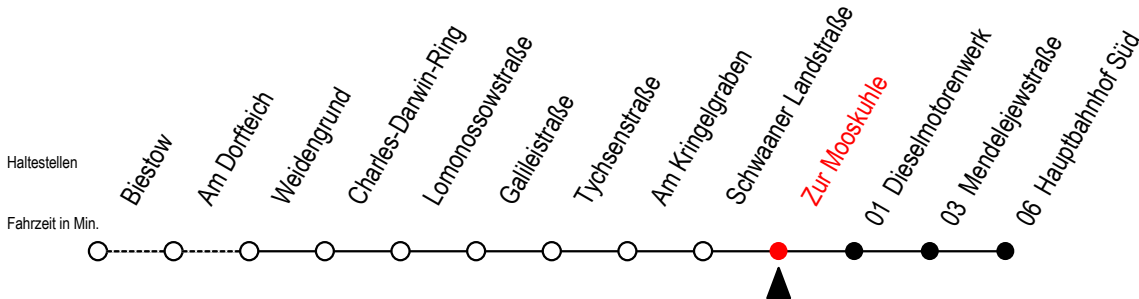 Haltestellen
Fahrzeit in Min.
Biestow
Am Dorfteich
Weidengrund
Charles-Darwin-Ring
Lomonossowstraße
Galileistraße
Tychsenstraße
Am Kringelgraben
Schwaaner Landstraße
Zur Mooskuhle
01 Dieselmotorenwerk
03 Mendelejewstraße
06 Hauptbahnhof Süd